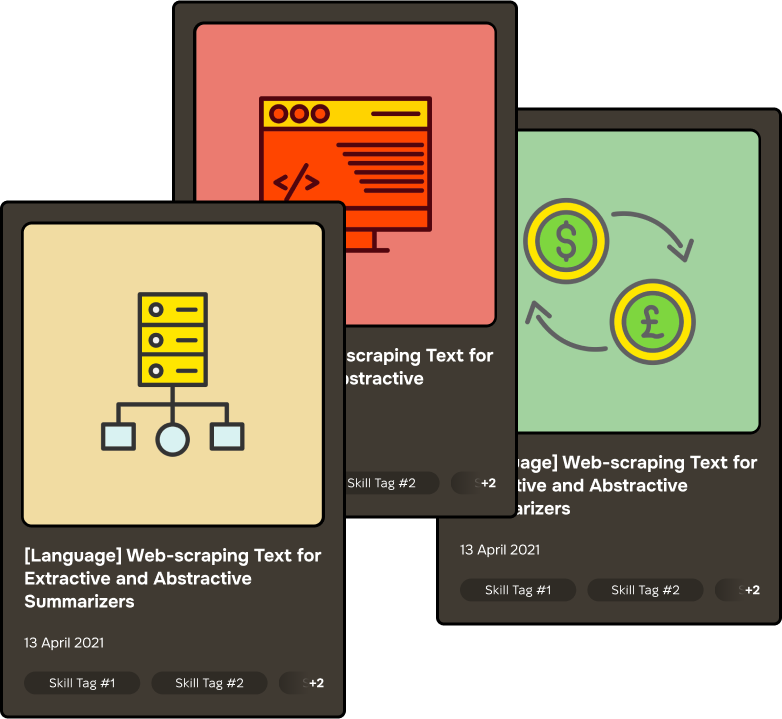 </>
$
£
scraping Text for
ostractive
Skill Tag #2
+2
uage] Web-scraping Text for
tive and Abstractive
arizers
13 April 2021
Skill Tag #1
Skill Tag #2
+2
[Language] Web-scraping Text for
Extractive and Abstractive
Summarizers
13 April 2021
Skill Tag #1
Skill Tag #2
+2